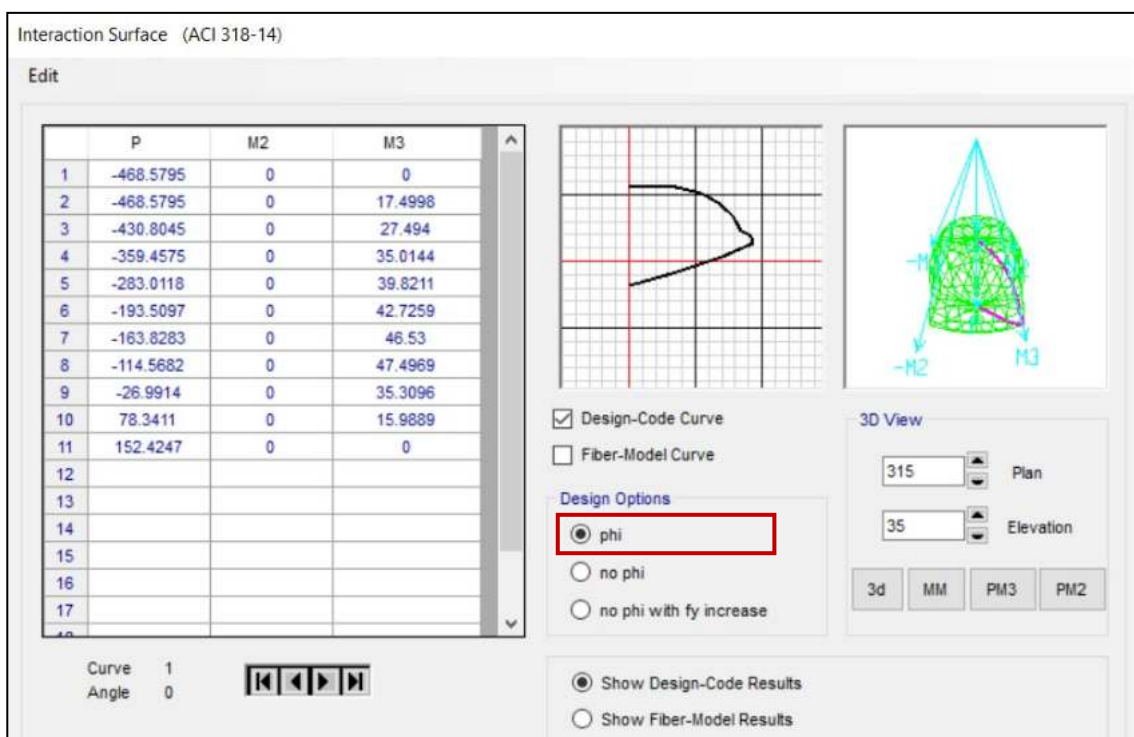 Interaction Surface (ACI 318-14)
Edit
P M2 M3
1 -468.5795 0 0
2 -468.5795 0 17.4998
3 -430.8045 0 27.494
4 -359.4575 0 35.0144
5 -283.0118 0 39.8211
6 -193.5097 0 42.7259
7 -163.8283 0 46.53
8 -114.5682 0 47.4969
9 -26.9914 0 35.3096
10 78.3411 0 15.9889
11 152.4247 0 0
12
13
14
15
16
17
Curve 1
Angle 0
Design-Code Curve
Fiber-Model Curve
Design Options
phi
no phi
no phi with fy increase
-M2
M3
3D View
315 Plan
35 Elevation
3d MM PM3 PM2
Show Design-Code Results
Show Fiber-Model Results